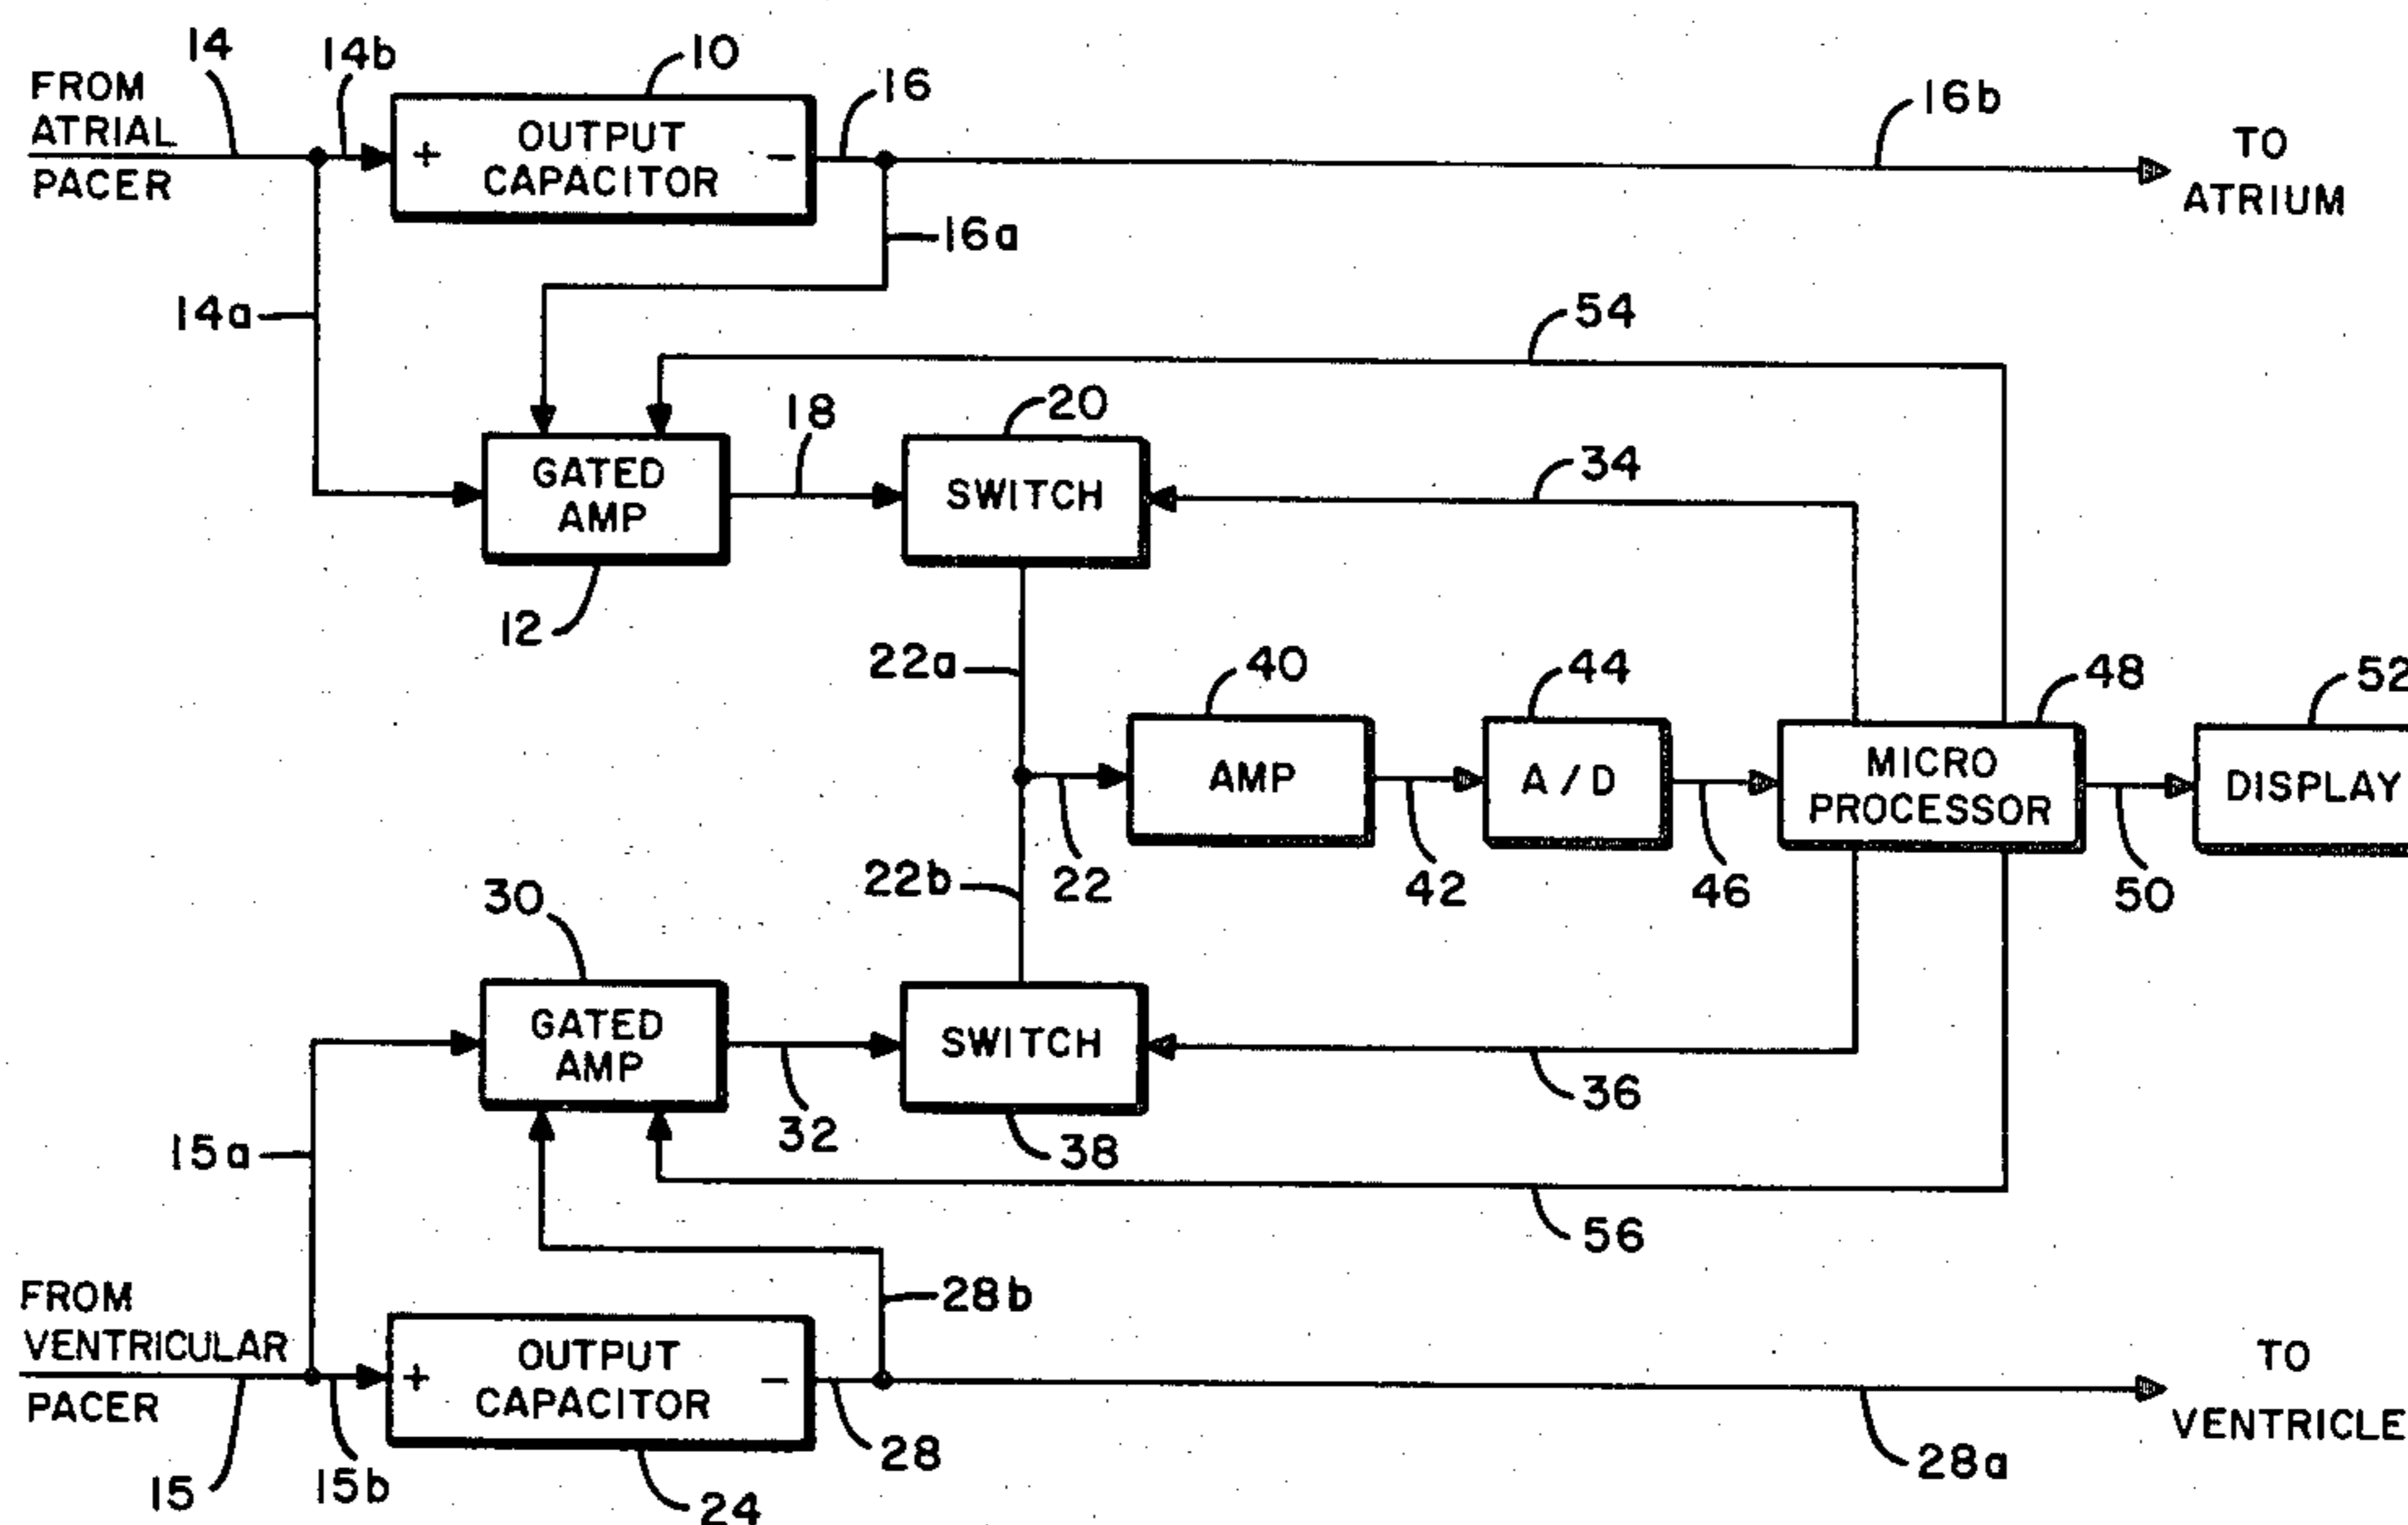 14
14b
10
16
16b
FROM
ATRIAL
PACER
+
OUTPUT
CAPACITOR
−
TO
ATRIUM
16a
14a
54
18
20
34
GATED
AMP
SWITCH
12
22a
40
44
48
52
AMP
A/D
MICRO
PROCESSOR
DISPLAY
22b
22
42
46
50
30
GATED
AMP
SWITCH
32
38
36
15a
56
28b
FROM
VENTRICULAR
PACER
+
OUTPUT
CAPACITOR
−
TO
VENTRICLE
15
15b
24
28
28a